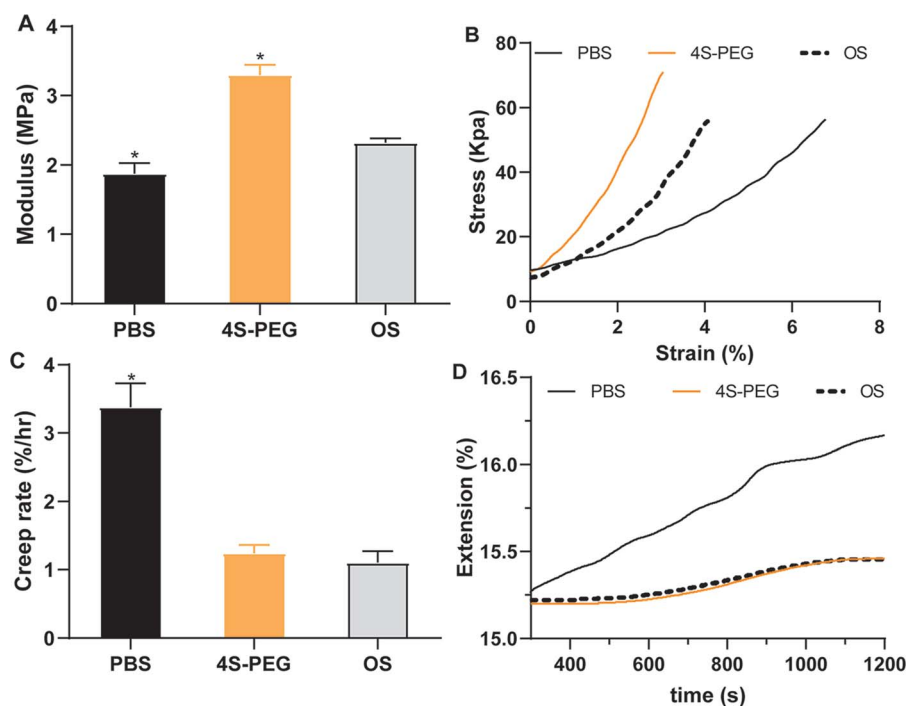 A
Modulus (MPa)
4
3
2
1
0
*
*
PBS
4S-PEG
OS
B
PBS
4S-PEG
OS
Stress (Kpa)
80
60
40
20
0
0
2
4
6
8
Strain (%)
C
Creep rate (%/hr)
4
3
2
1
0
*
PBS
4S-PEG
OS
D
PBS
4S-PEG
OS
Extension (%)
16.5
16.0
15.5
15.0
400
600
800
1000
1200
time (s)